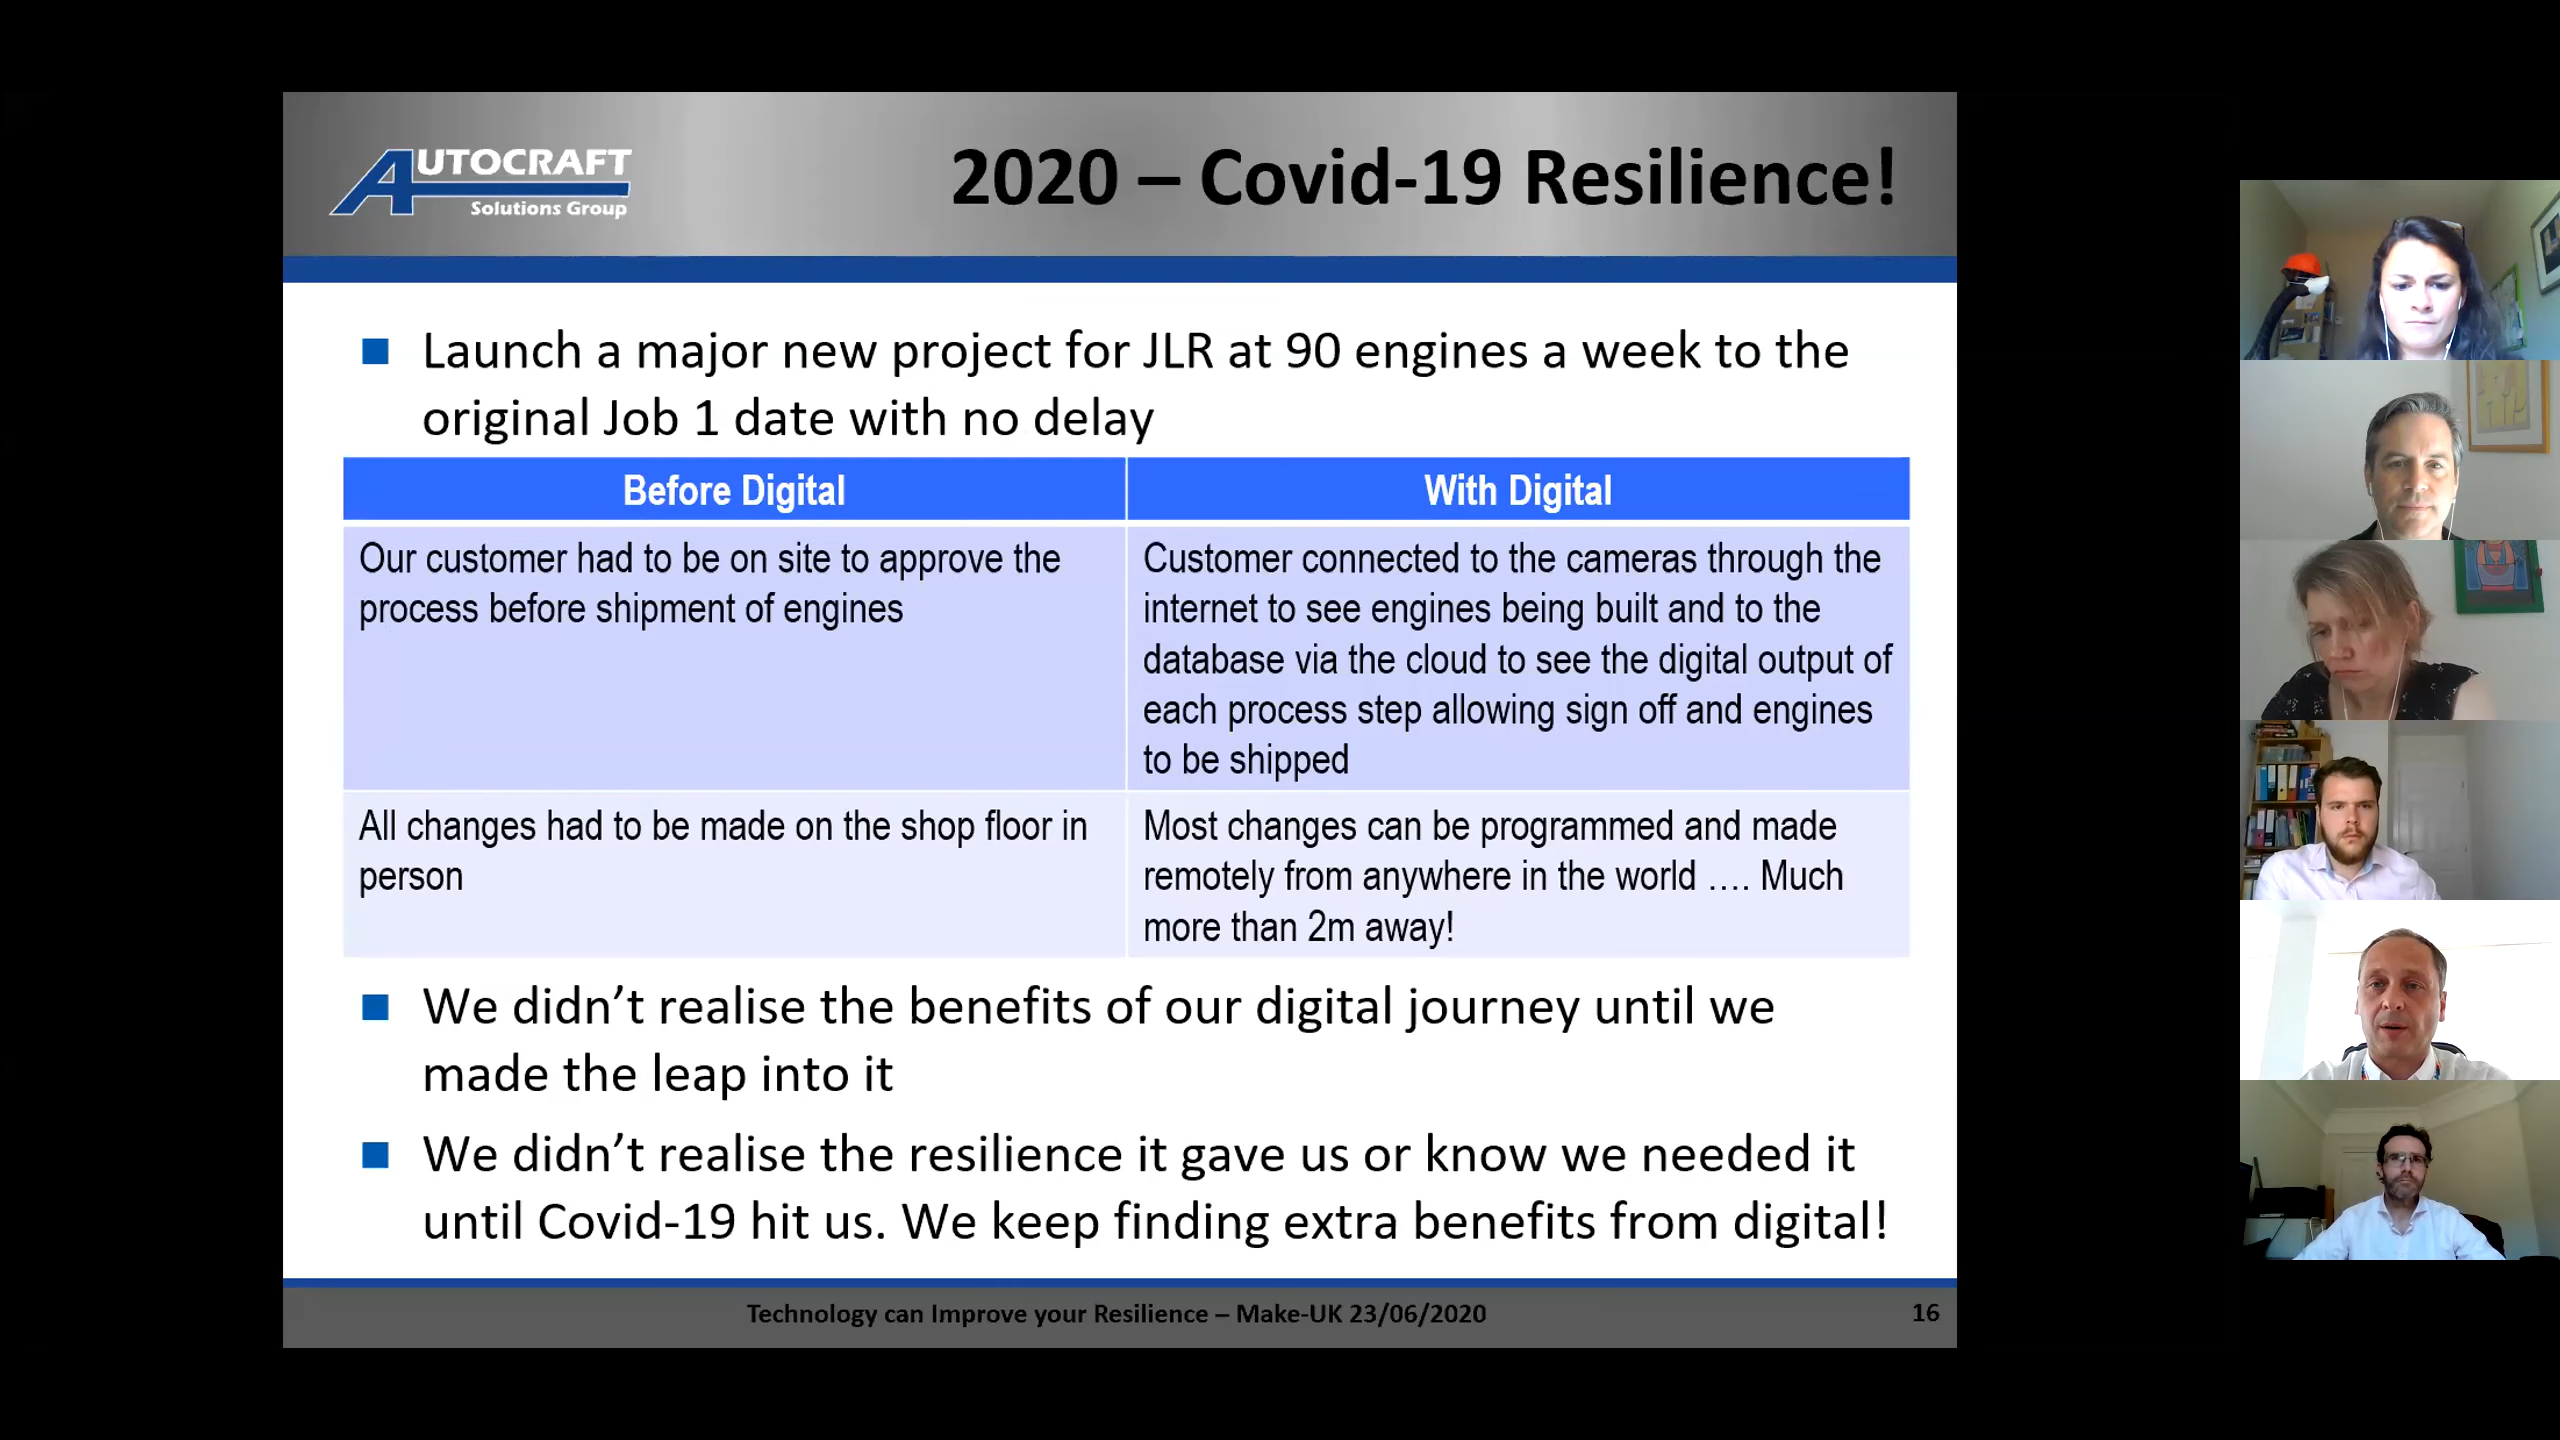 AUTOCRAFT
Solutions Group
2020 – Covid-19 Resilience!
Launch a major new project for JLR at 90 engines a week to the
original Job 1 date with no delay
Before Digital
With Digital
Our customer had to be on site to approve the
process before shipment of engines
Customer connected to the cameras through the
internet to see engines being built and to the
database via the cloud to see the digital output of
each process step allowing sign off and engines
to be shipped
All changes had to be made on the shop floor in
person
Most changes can be programmed and made
remotely from anywhere in the world .... Much
more than 2m away!
We didn’t realise the benefits of our digital journey until we
made the leap into it
We didn’t realise the resilience it gave us or know we needed it
until Covid-19 hit us. We keep finding extra benefits from digital!
Technology can Improve your Resilience – Make-UK 23/06/2020
16